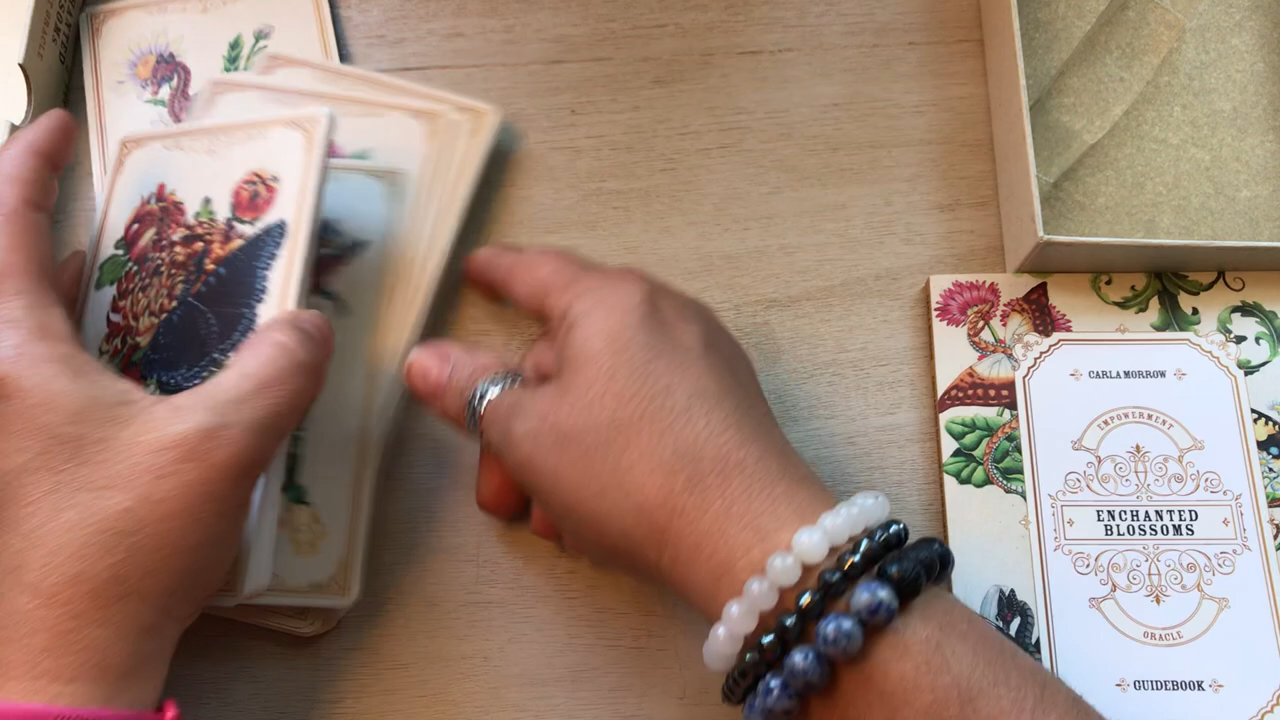 CARLA MORROW
EMPOWERMENT
ENCHANTED
BLOSSOMS
ORACLE
GUIDEBOOK